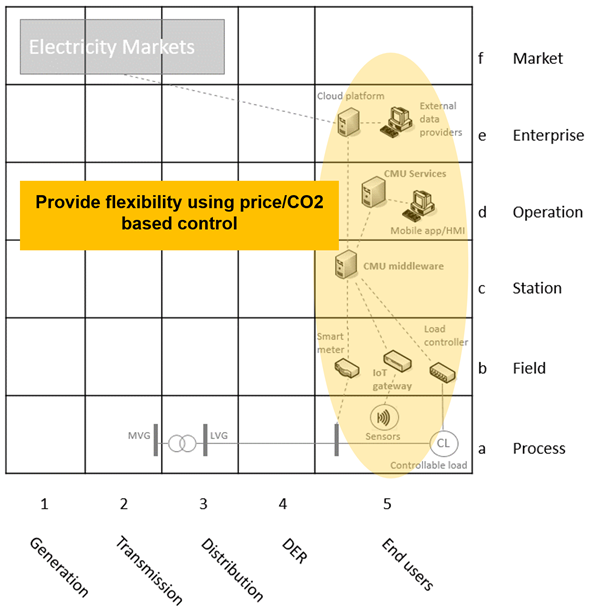 Electricity Markets
f Market
Cloud platform
External
data
providers
e Enterprise
CMU Services
Provide flexibility using price/CO2
based control
d Operation
Mobile app/HMI
CMU middleware
c Station
Smart
meter
Load
controller
IoT
gateway
b Field
MVG
LVG
Sensors
CL
a Process
Controllable load
1 2 3 4 5
Generation
Transmission
Distribution
DER
End users